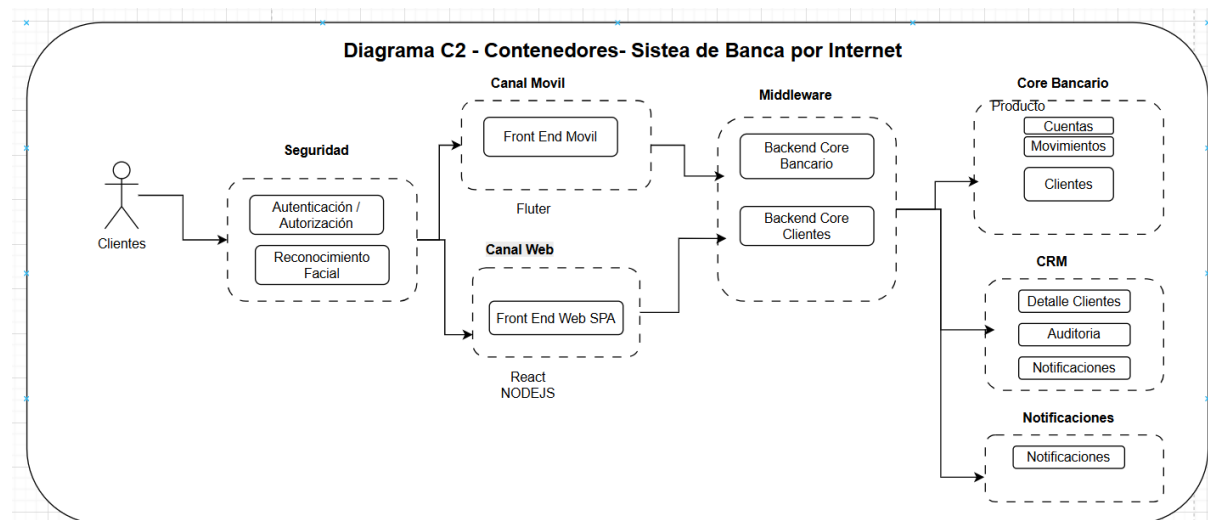 Diagrama C2 - Contenedores- Sistea de Banca por Internet
Clientes
Seguridad
Autenticación /
Autorización
Reconocimiento
Facial
Canal Movil
Front End Movil
Fluter
Canal Web
Front End Web SPA
React
NODEJS
Middleware
Backend Core
Bancario
Backend Core
Clientes
Core Bancario
Producto
Cuentas
Movimientos
Clientes
CRM
Detalle Clientes
Auditoria
Notificaciones
Notificaciones
Notificaciones